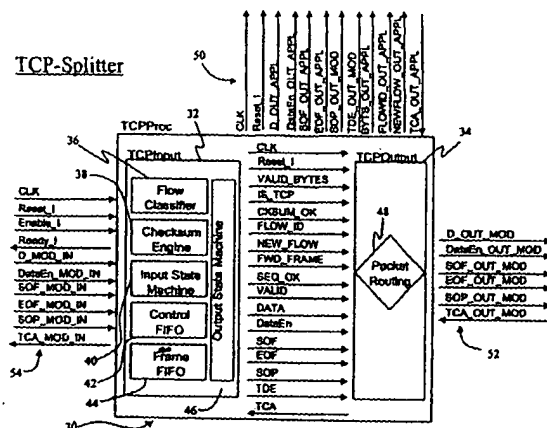 TCP-Splitter
50
CLK
Reset_l
D_OUT_APPL
DataEn_OUT_APPL
SOF_OUT_APPL
EOF_OUT_APPL
SOP_OUT_MOD
TDE_OUT_MOD
BYTS_OUT_APPL
FLOWID_OUT_APPL
NEWFLOW_OUT_APPL
TCA_OUT_APPL
TCPProc
32
34
TCPInput
TCPOutput
36
Flow
Classifier
38
Checksum
Engine
Input State
Machine
40
Control
FIFO
42
Frame
FIFO
44
Output State Machine
46
CLK
Reset_l
Enable_l
Ready_l
D_MOD_IN
DataEn_MOD_IN
SOF_MOD_IN
EOF_MOD_IN
SOP_MOD_IN
TCA_MOD_IN
54
CLK
Reset_l
VALID_BYTES
IS_TCP
CKSUM_OK
FLOW_ID
NEW_FLOW
FWD_FRAME
SEQ_OK
VALID
DATA
DataEn
SOF
EOF
SOP
TDE
TCA
48
Packet
Routing
D_OUT_MOD
DataEn_OUT_MOD
SOF_OUT_MOD
EOF_OUT_MOD
SOP_OUT_MOD
TCA_OUT_MOD
52
30